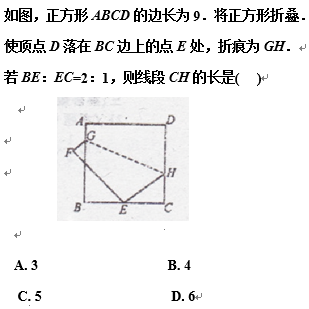 如图，正方形 ABCD 的边长为 9．将正方形折叠．
使顶点 D 落在 BC 边上的点 E 处，折痕为 GH．
若 BE：EC=2：1，则线段 CH 的长是(　)
A D
G
F
H
B E C
A. 3 B. 4
C. 5 D. 6